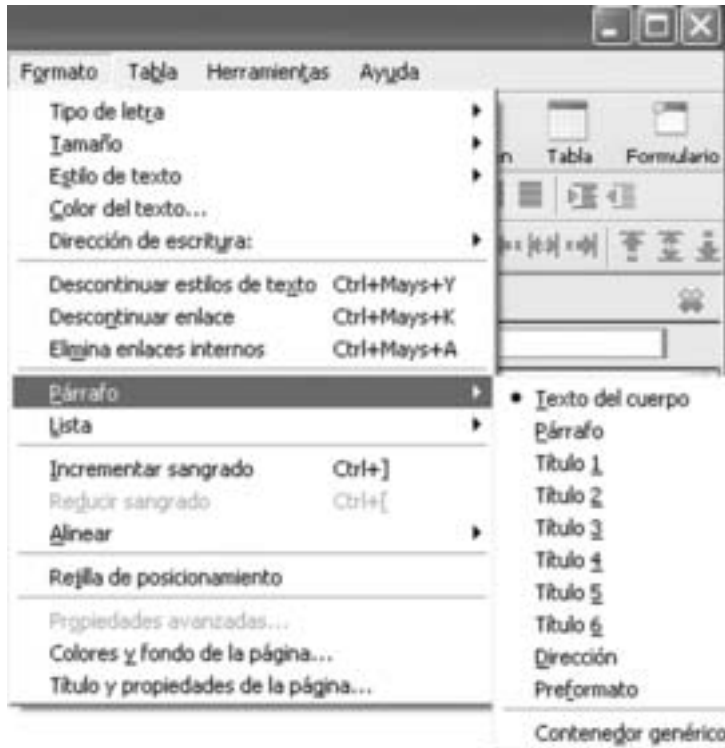 Formato Tabla Herramientas Ayuda
Tipo de letra
Tamaño
Estilo de texto
Color del texto...
Dirección de escritura:
Descontinuar estilos de texto Ctrl+Mays+Y
Descontinuar enlace Ctrl+Mays+K
Elimina enlaces internos Ctrl+Mays+A
Párrafo
Lista
Incrementar sangrado Ctrl+]
Reducir sangrado Ctrl+[
Alinear
Rejilla de posicionamiento
Propiedades avanzadas...
Colores y fondo de la página...
Título y propiedades de la página...
n Tabla Formulario
Texto del cuerpo
Párrafo
Título 1
Título 2
Título 3
Título 4
Título 5
Título 6
Dirección
Preformato
Contenedor genérico